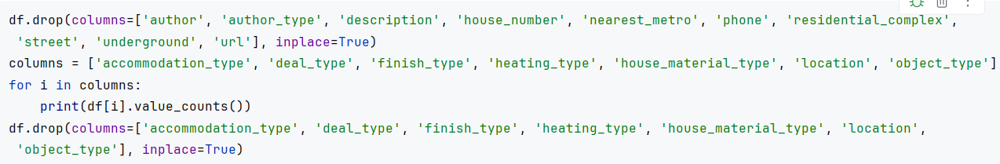 df.drop(columns=['author', 'author_type', 'description', 'house_number', 'nearest_metro', 'phone', 'residential_complex',
 'street', 'underground', 'url'], inplace=True)
columns = ['accommodation_type', 'deal_type', 'finish_type', 'heating_type', 'house_material_type', 'location', 'object_type']
for i in columns:
    print(df[i].value_counts())
df.drop(columns=['accommodation_type', 'deal_type', 'finish_type', 'heating_type', 'house_material_type', 'location',
 'object_type'], inplace=True)